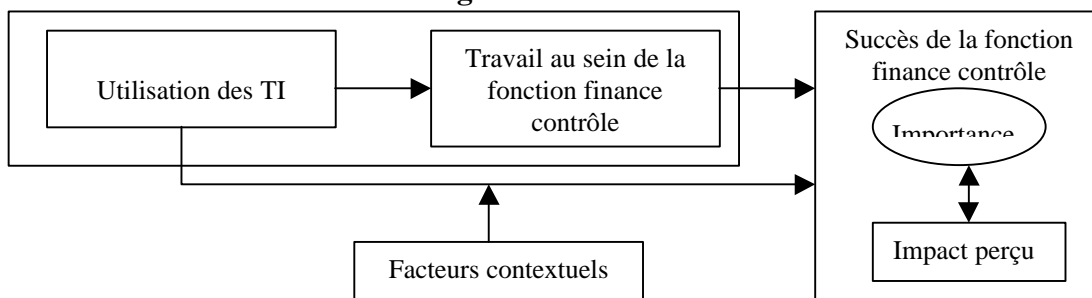 Utilisation des TI
Travail au sein de la
fonction finance
contrôle
Succès de la fonction
finance contrôle
Importance
Impact perçu
Facteurs contextuels